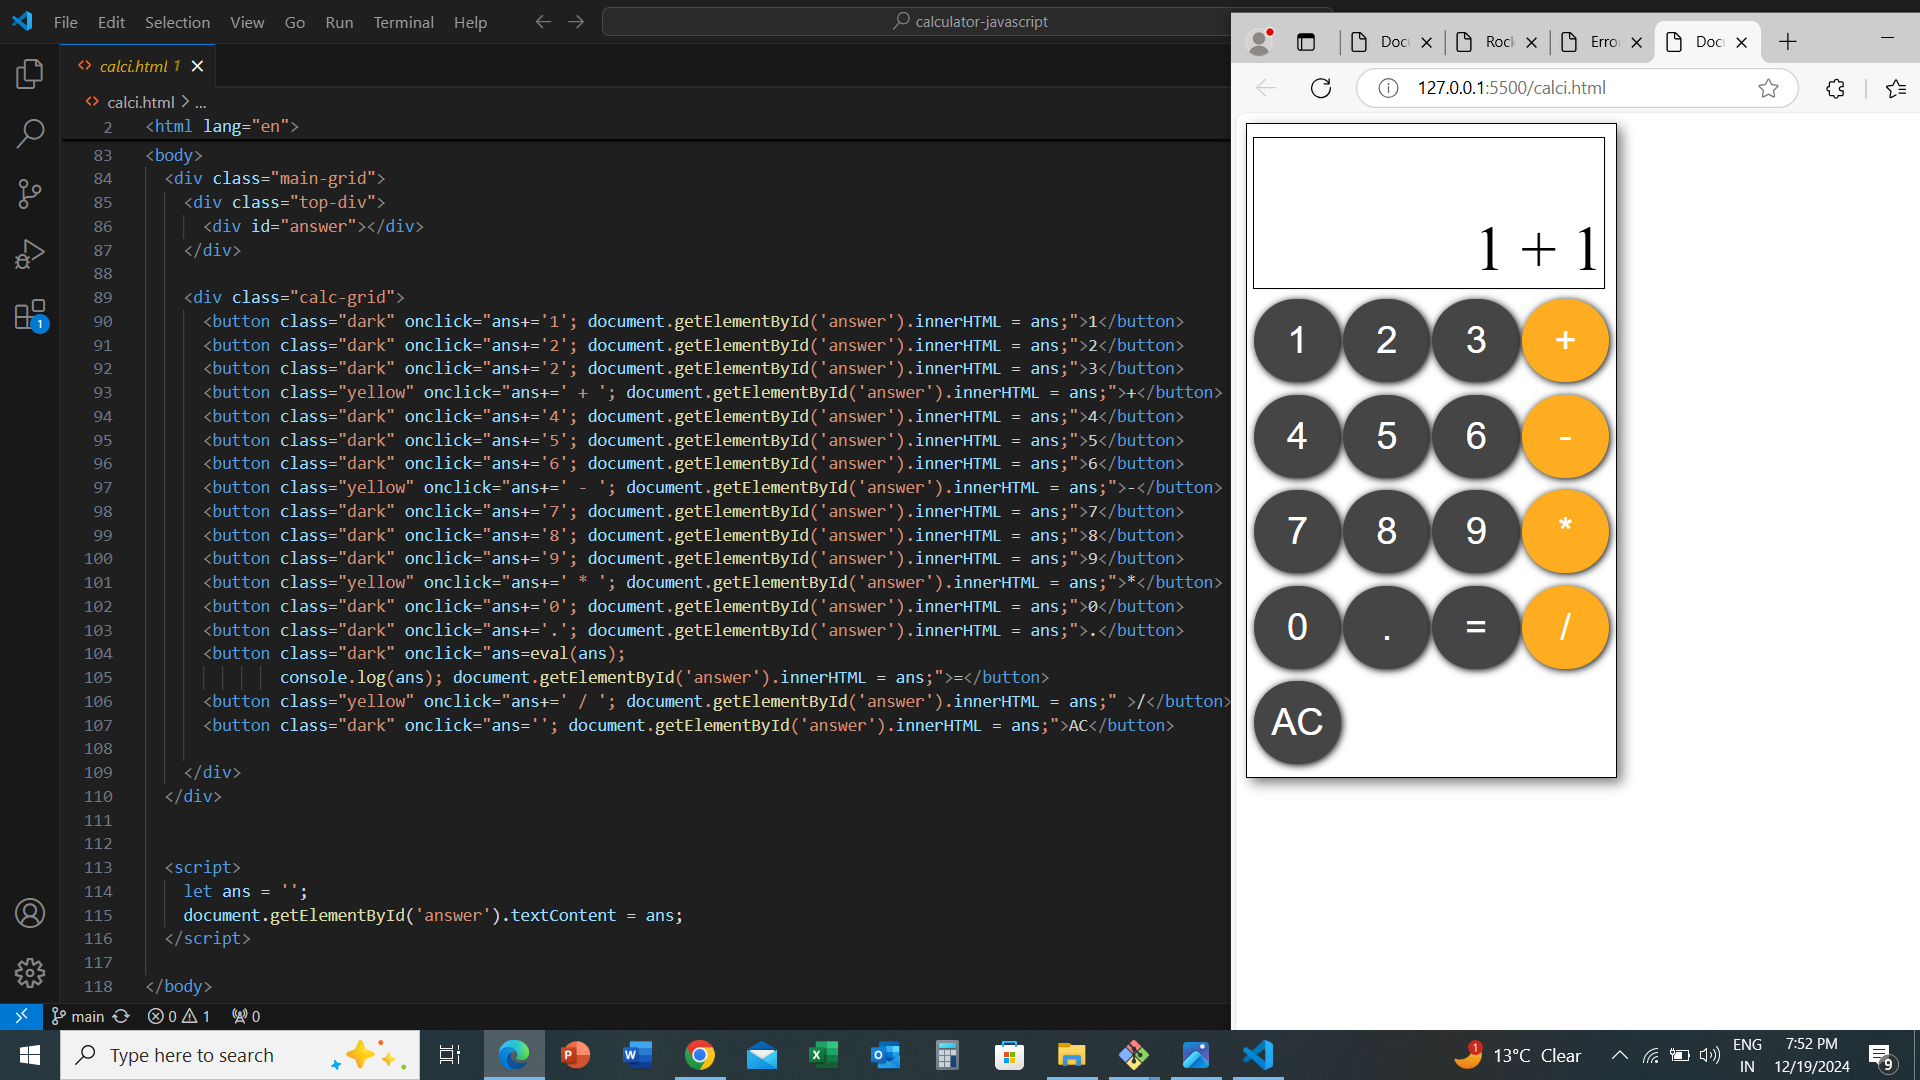 File Edit Selection View Go Run Terminal Help
calculator-javascript
calci.html 1
calci.html > ...
2 <html lang="en">
83 <body>
84 <div class="main-grid">
85 <div class="top-div">
86 <div id="answer"></div>
87 </div>
88
89 <div class="calc-grid">
90 <button class="dark" onclick="ans+='1'; document.getElementById('answer').innerHTML = ans;">1</button>
91 <button class="dark" onclick="ans+='2'; document.getElementById('answer').innerHTML = ans;">2</button>
92 <button class="dark" onclick="ans+='2'; document.getElementById('answer').innerHTML = ans;">3</button>
93 <button class="yellow" onclick="ans+=' + '; document.getElementById('answer').innerHTML = ans;">+</button>
94 <button class="dark" onclick="ans+='4'; document.getElementById('answer').innerHTML = ans;">4</button>
95 <button class="dark" onclick="ans+='5'; document.getElementById('answer').innerHTML = ans;">5</button>
96 <button class="dark" onclick="ans+='6'; document.getElementById('answer').innerHTML = ans;">6</button>
97 <button class="yellow" onclick="ans+=' - '; document.getElementById('answer').innerHTML = ans;">-</button>
98 <button class="dark" onclick="ans+='7'; document.getElementById('answer').innerHTML = ans;">7</button>
99 <button class="dark" onclick="ans+='8'; document.getElementById('answer').innerHTML = ans;">8</button>
100 <button class="dark" onclick="ans+='9'; document.getElementById('answer').innerHTML = ans;">9</button>
101 <button class="yellow" onclick="ans+=' * '; document.getElementById('answer').innerHTML = ans;">*</button>
102 <button class="dark" onclick="ans+='0'; document.getElementById('answer').innerHTML = ans;">0</button>
103 <button class="dark" onclick="ans+='.'; document.getElementById('answer').innerHTML = ans;">.</button>
104 <button class="dark" onclick="ans=eval(ans);
105 console.log(ans); document.getElementById('answer').innerHTML = ans;">=</button>
106 <button class="yellow" onclick="ans+=' / '; document.getElementById('answer').innerHTML = ans;" >/</button>
107 <button class="dark" onclick="ans=''; document.getElementById('answer').innerHTML = ans;">AC</button>
108
109 </div>
110 </div>
111
112
113 <script>
114 let ans = '';
115 document.getElementById('answer').textContent = ans;
116 </script>
117
118 </body>
1
main 0 1 0
Docu Rock Error Docu
127.0.0.1:5500/calci.html
1 + 1
1 2 3 +
4 5 6 -
7 8 9 *
0 . = /
AC
Type here to search
1 13°C Clear
ENG
IN
7:52 PM
12/19/2024
9